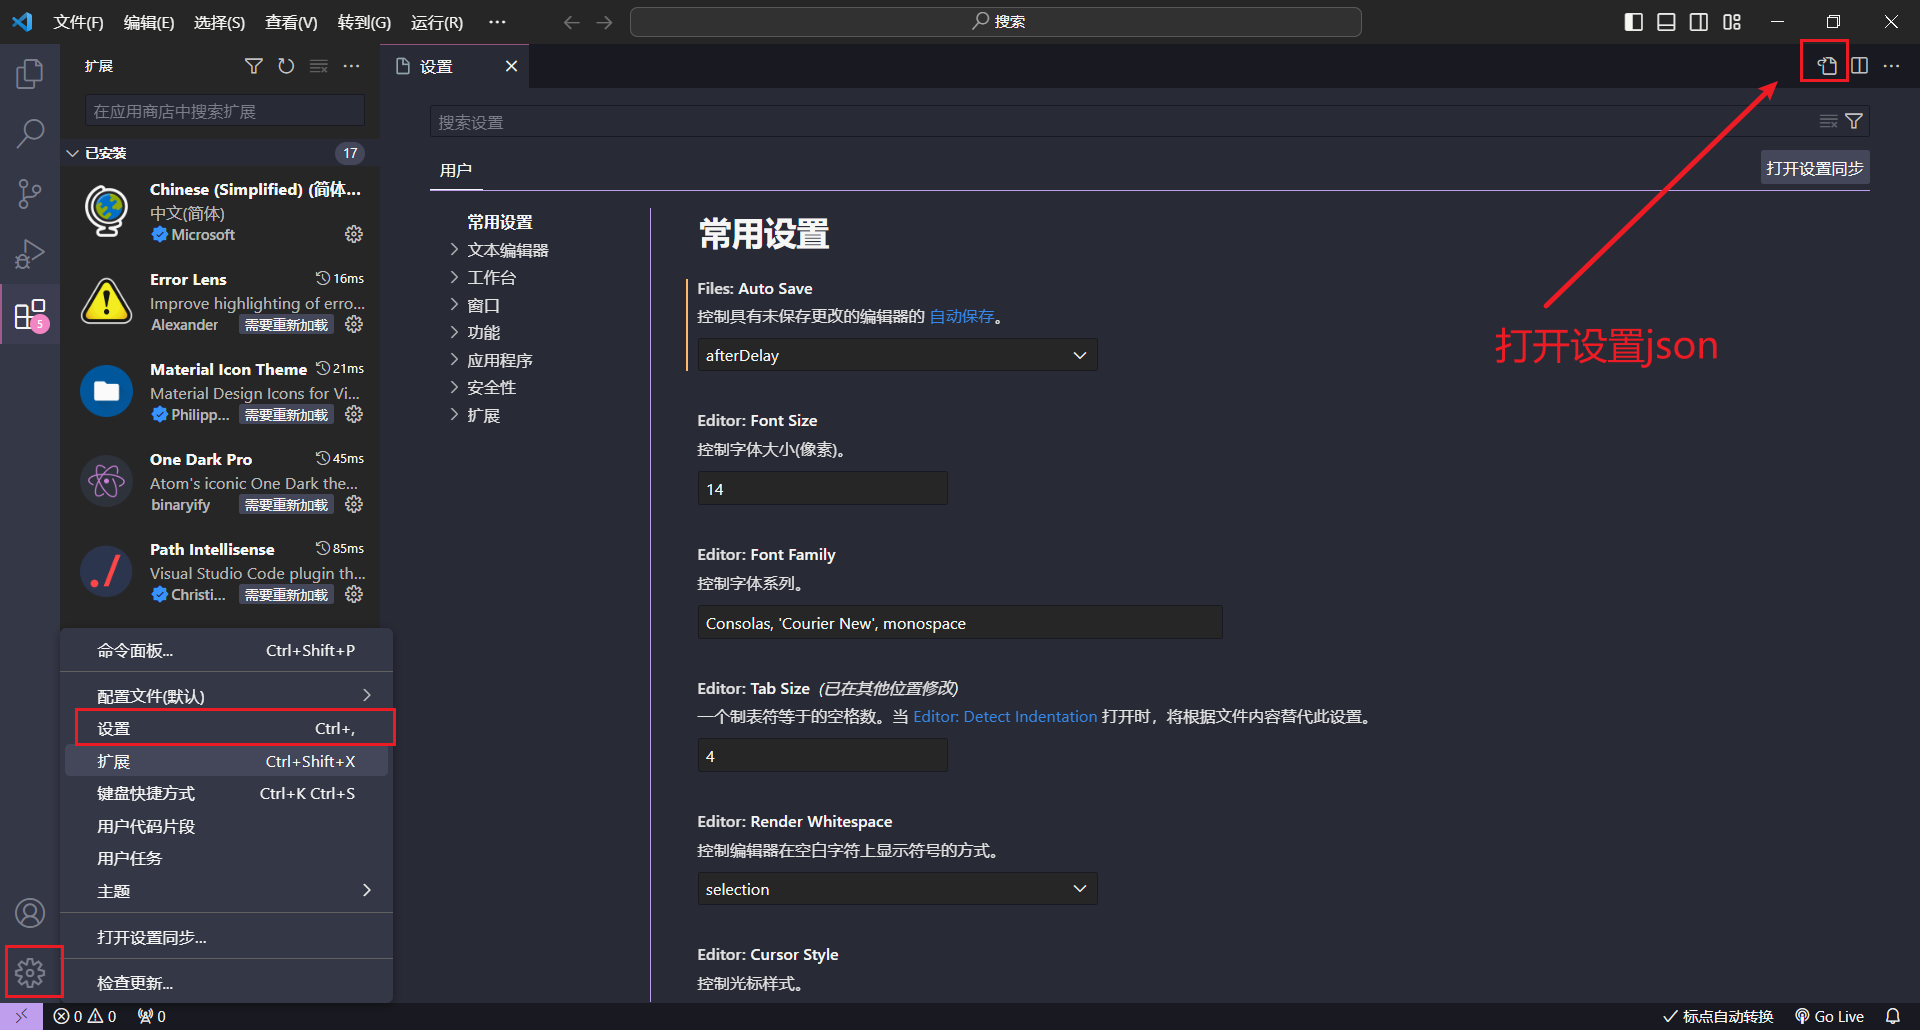 文件(F) 编辑(E) 选择(S) 查看(V) 转到(G) 运行(R) ···
搜索
扩展
在应用商店中搜索扩展
已安装 17
Chinese (Simplified) (简体...
中文(简体)
Microsoft
Error Lens 16ms
Improve highlighting of erro...
Alexander 需要重新加载
Material Icon Theme 21ms
Material Design Icons for Vi...
Philipp... 需要重新加载
One Dark Pro 45ms
Atom's iconic One Dark the...
binaryify 需要重新加载
Path Intellisense 85ms
Visual Studio Code plugin th...
Christi... 需要重新加载
5
命令面板... Ctrl+Shift+P
配置文件(默认)
设置 Ctrl+,
扩展 Ctrl+Shift+X
键盘快捷方式 Ctrl+K Ctrl+S
用户代码片段
用户任务
主题
打开设置同步...
检查更新...
设置
搜索设置
用户
打开设置同步
常用设置
文本编辑器
工作台
窗口
功能
应用程序
安全性
扩展
常用设置
Files: Auto Save
控制具有未保存更改的编辑器的 自动保存。
afterDelay
Editor: Font Size
控制字体大小(像素)。
14
Editor: Font Family
控制字体系列。
Consolas, 'Courier New', monospace
Editor: Tab Size (已在其他位置修改)
一个制表符等于的空格数。当 Editor: Detect Indentation 打开时，将根据文件内容替代此设置。
4
Editor: Render Whitespace
控制编辑器在空白字符上显示符号的方式。
selection
Editor: Cursor Style
控制光标样式。
打开设置json
0 0 0
标点自动转换 Go Live